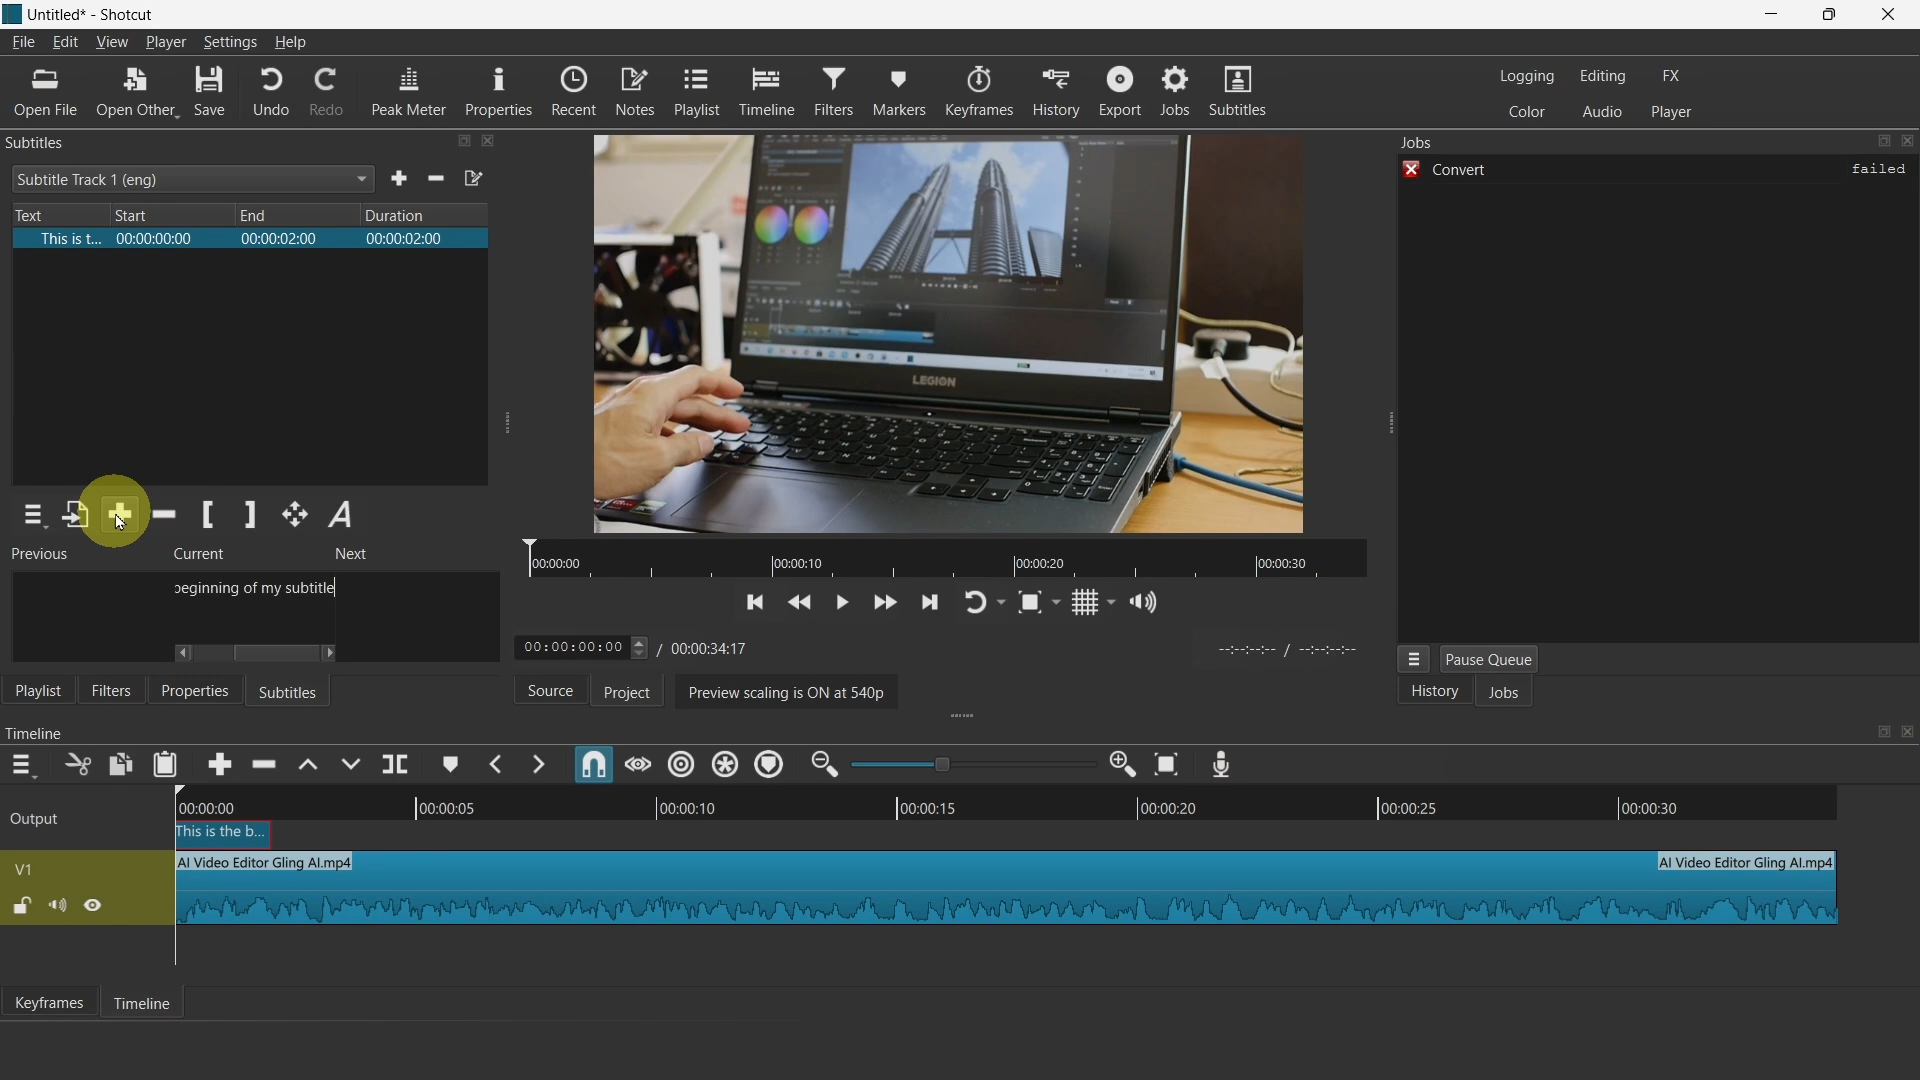 Untitled* - Shotcut
File Edit View Player Settings Help
Open File Open Other Save Undo Redo Peak Meter Properties Recent Notes Playlist Timeline Filters Markers Keyframes History Export Jobs Subtitles
Logging Editing FX
Color Audio Player
Subtitles
Subtitle Track 1 (eng)
Text Start End Duration
This is t... 00:00:00:00 00:00:02:00 00:00:02:00
Previous Current Next
beginning of my subtitle
Playlist Filters Properties Subtitles
LEGION
00:00:00 00:00:10 00:00:20 00:00:30
00:00:00:00 / 00:00:34:17
--:--:--:-- / --:--:--:--
Source Project Preview scaling is ON at 540p
Jobs
Convert failed
Pause Queue
History Jobs
Timeline
Output
00:00:00 00:00:05 00:00:10 00:00:15 00:00:20 00:00:25 00:00:30
This is the b...
V1
AI Video Editor Gling AI.mp4 AI Video Editor Gling AI.mp4
Keyframes Timeline